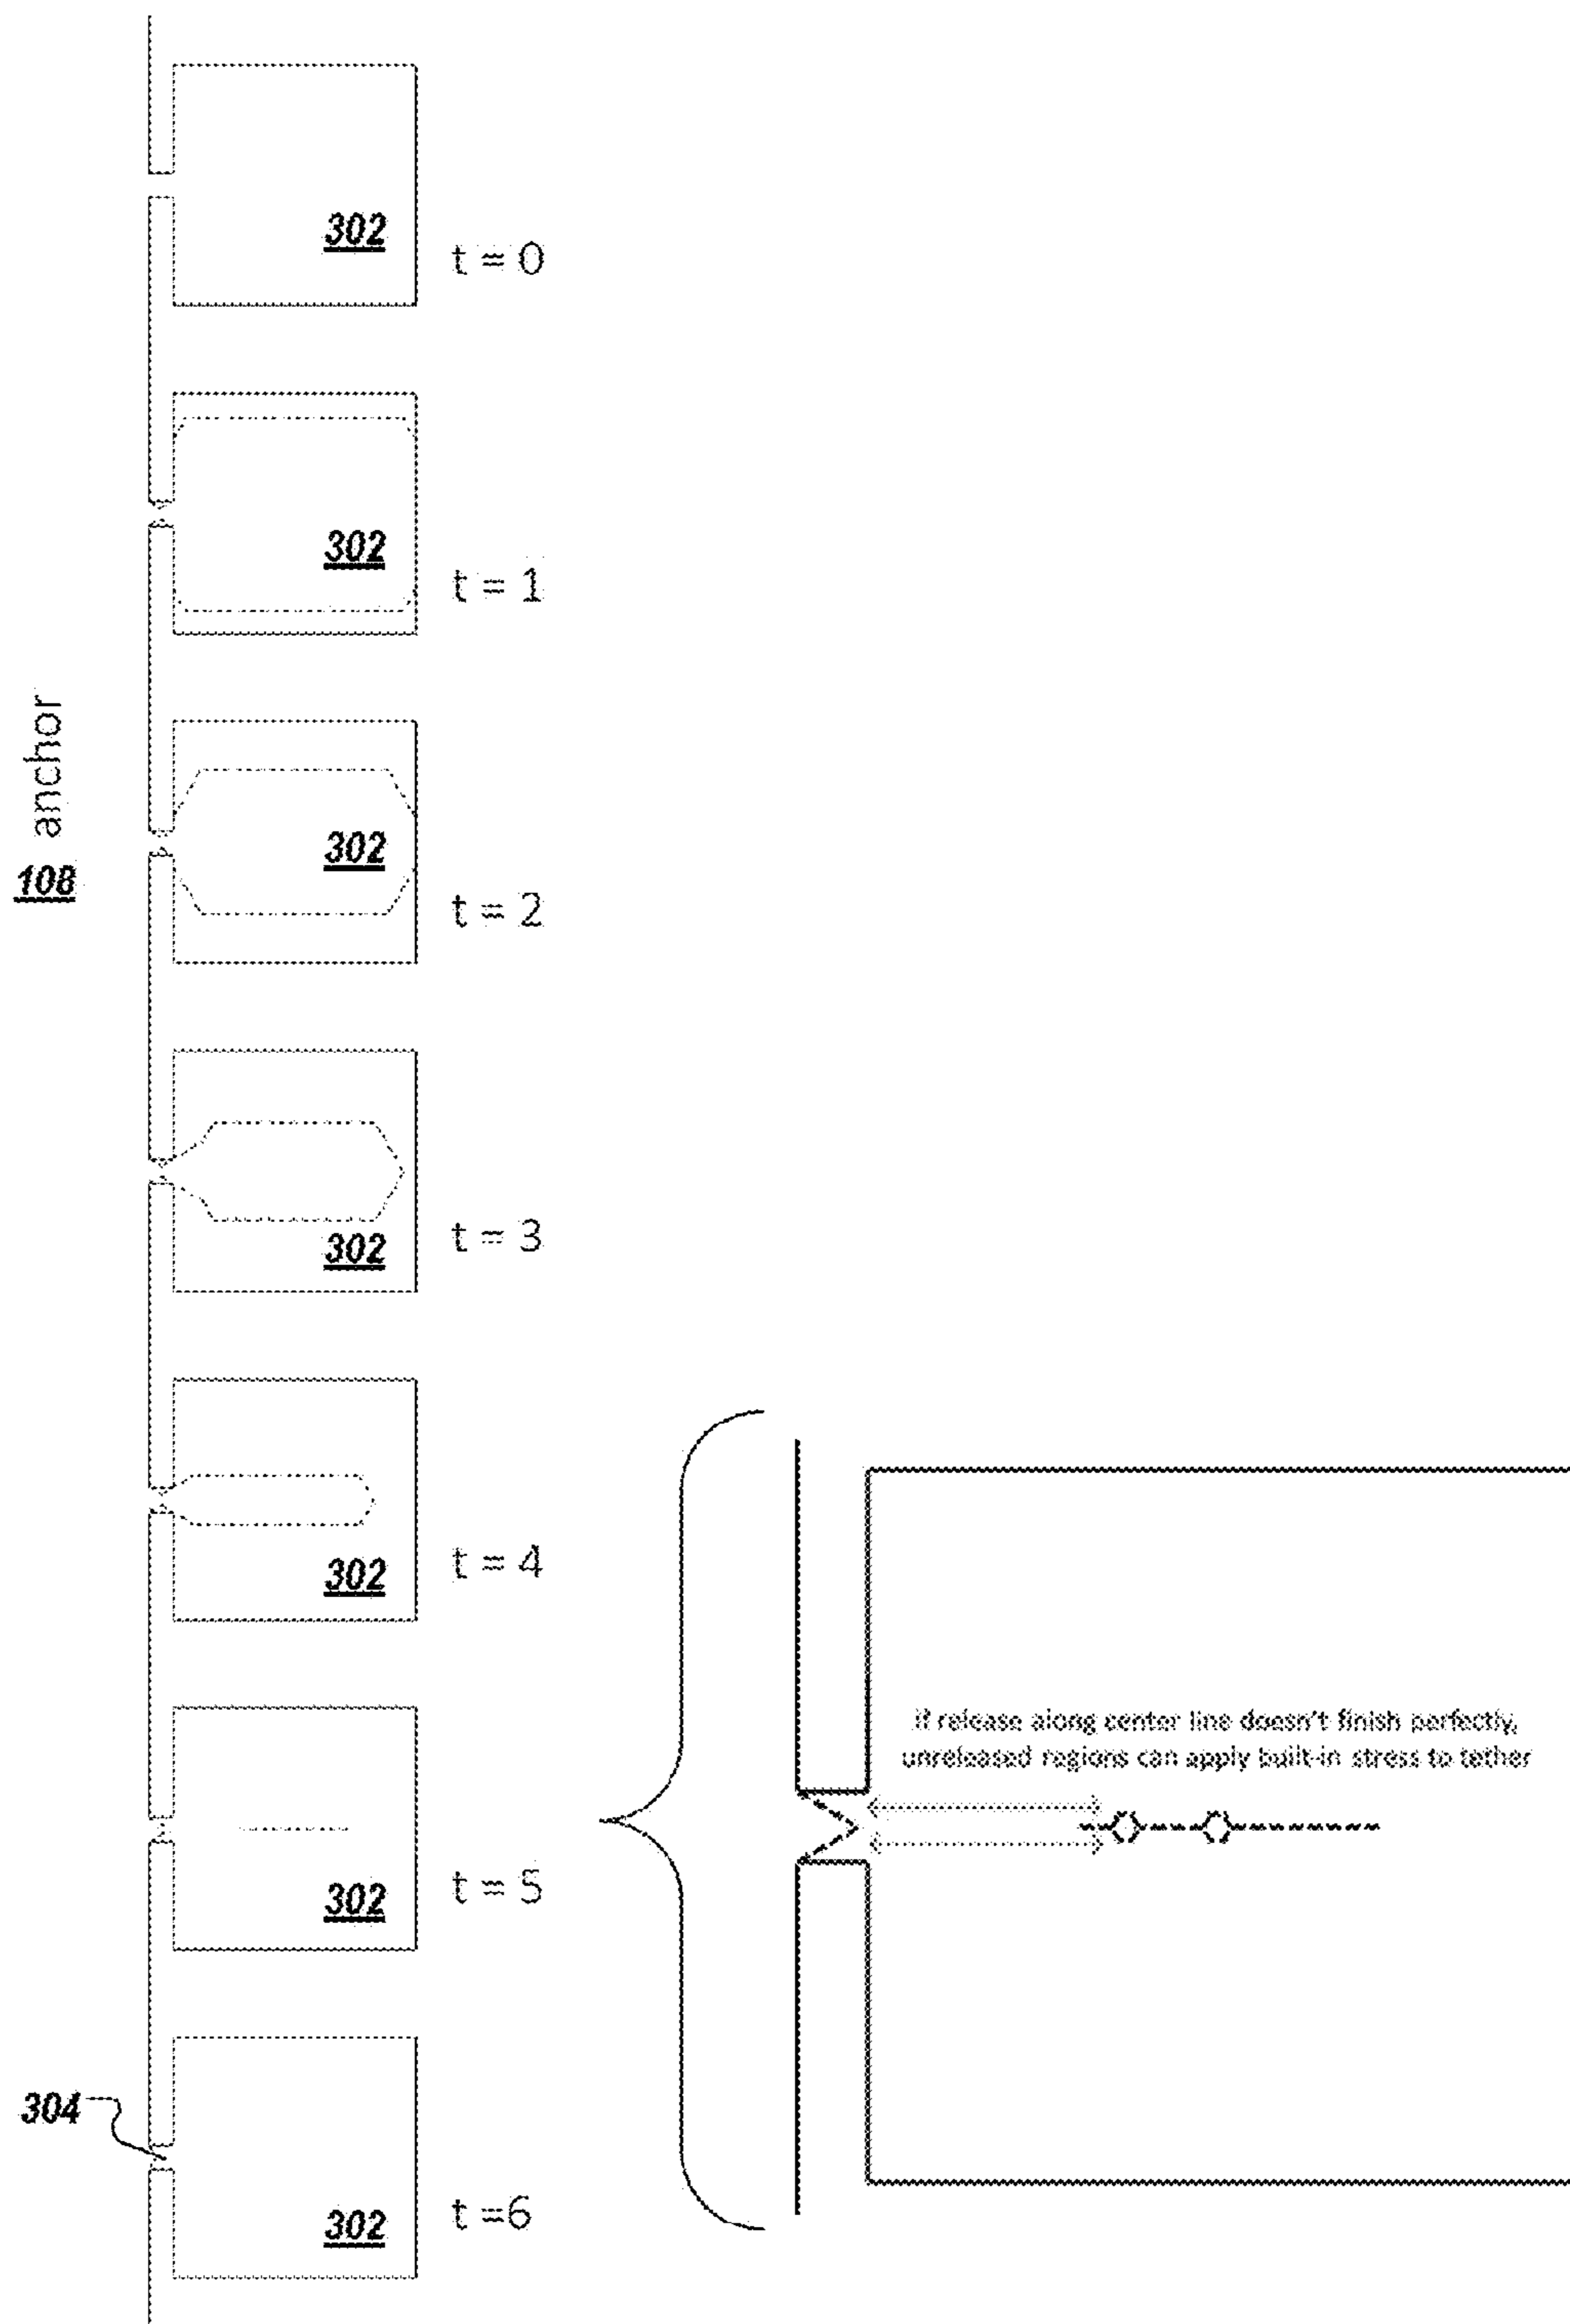 302
t = 0
302
t = 1
anchor
108
302
t = 2
302
t = 3
302
t = 4
if release along center line doesn't finish perfectly,
unreleased regions can apply built-in stress to tether
302
t = 5
304
302
t =6